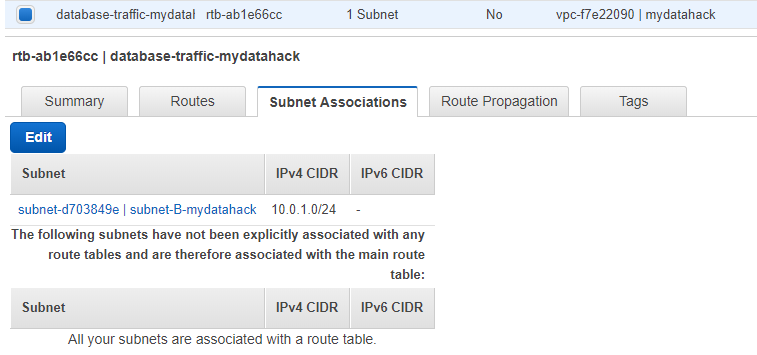 database-traffic-mydatal rtb-ab1e66cc 1 Subnet No vpc-f7e22090 | mydatahack
rtb-ab1e66cc | database-traffic-mydatahack
Summary Routes Subnet Associations Route Propagation Tags
Edit
Subnet IPv4 CIDR IPv6 CIDR
subnet-d703849e | subnet-B-mydatahack 10.0.1.0/24 -
The following subnets have not been explicitly associated with any
route tables and are therefore associated with the main route
table:
Subnet IPv4 CIDR IPv6 CIDR
All your subnets are associated with a route table.